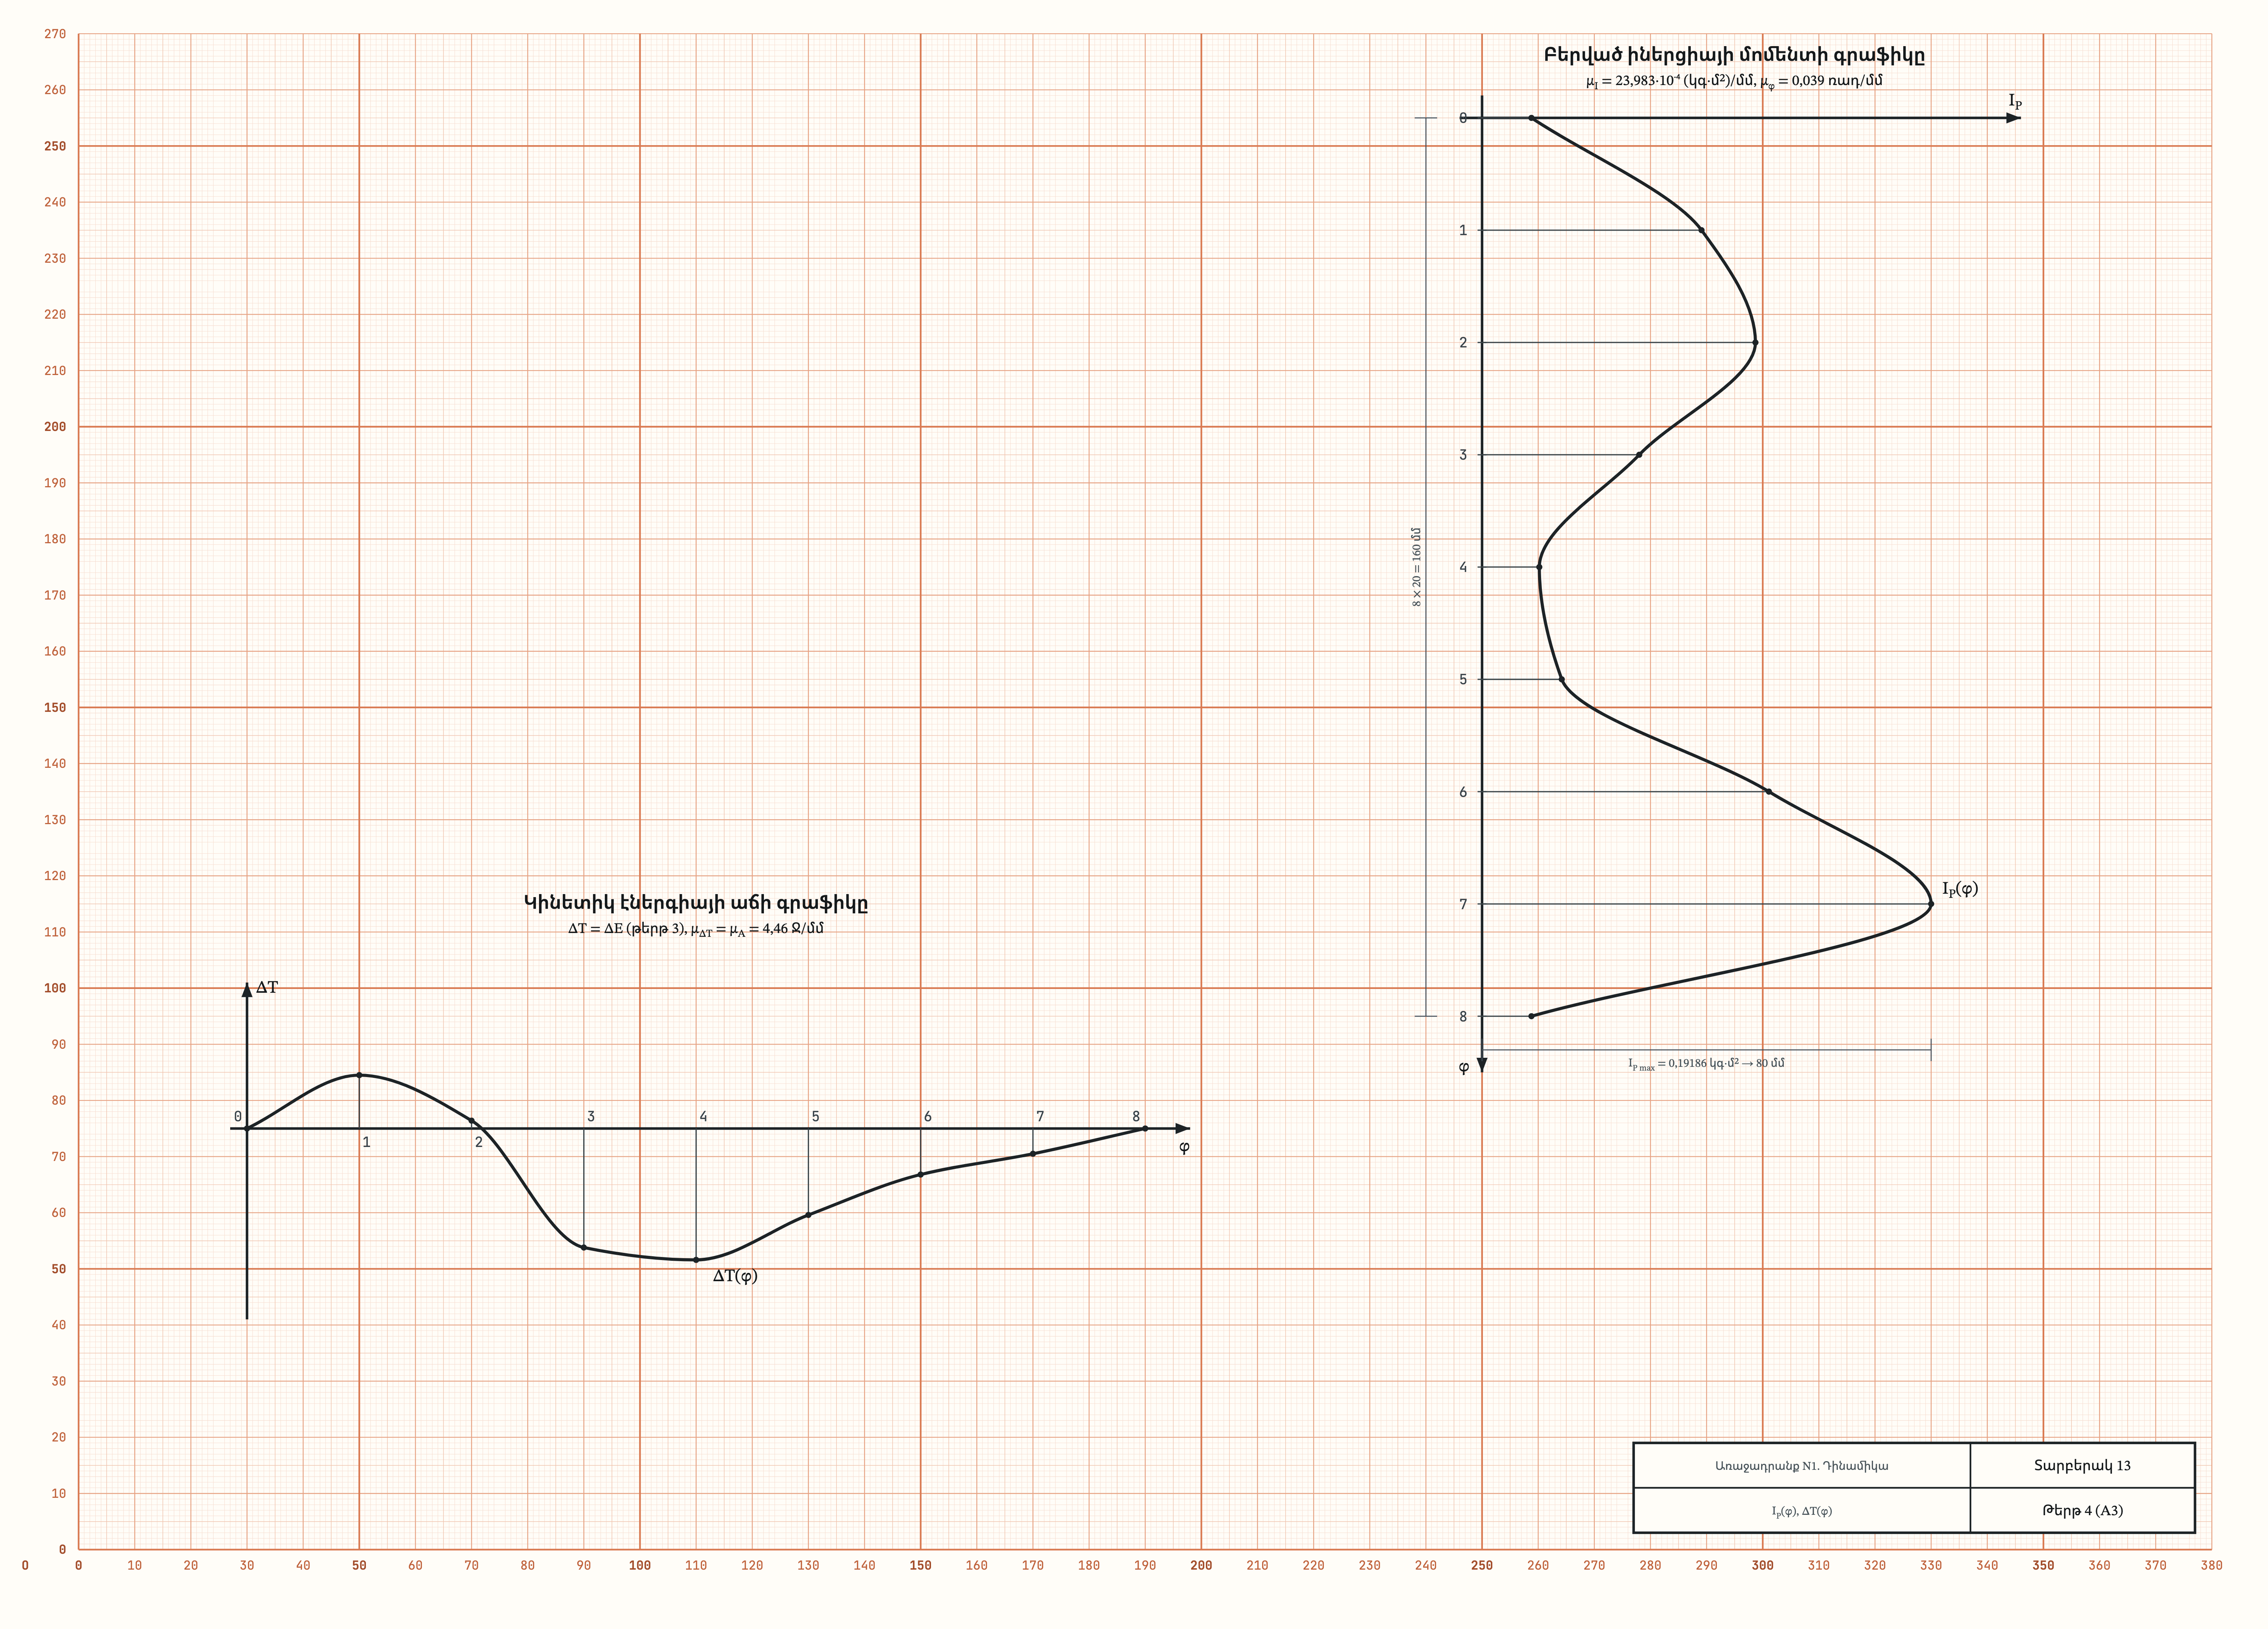 Բերված իներցիայի մոմենտի գրաֆիկը
μI = 23,983·10⁻⁴ (կգ·մ²)/մմ, μφ = 0,039 ռադ/մմ
IP
0
1
2
3
4
5
6
7
8
8 × 20 = 160 մմ
IP(φ)
φ
IP max = 0,19186 կգ·մ² → 80 մմ
Կինետիկ էներգիայի աճի գրաֆիկը
ΔT = ΔE (թերթ 3), μΔT = μA = 4,46 Ջ/մմ
ΔT
0 3 4 5 6 7 8
1 2
φ
ΔT(φ)
270
260
250
240
230
220
210
200
190
180
170
160
150
140
130
120
110
100
90
80
70
60
50
40
30
20
10
0
0 0 10 20 30 40 50 60 70 80 90 100 110 120 130 140 150 160 170 180 190 200 210 220 230 240 250 260 270 280 290 300 310 320 330 340 350 360 370 380
Առաջադրանք N1. Դինամիկա
Տարբերակ 13
IP(φ), ΔT(φ)
Թերթ 4 (A3)